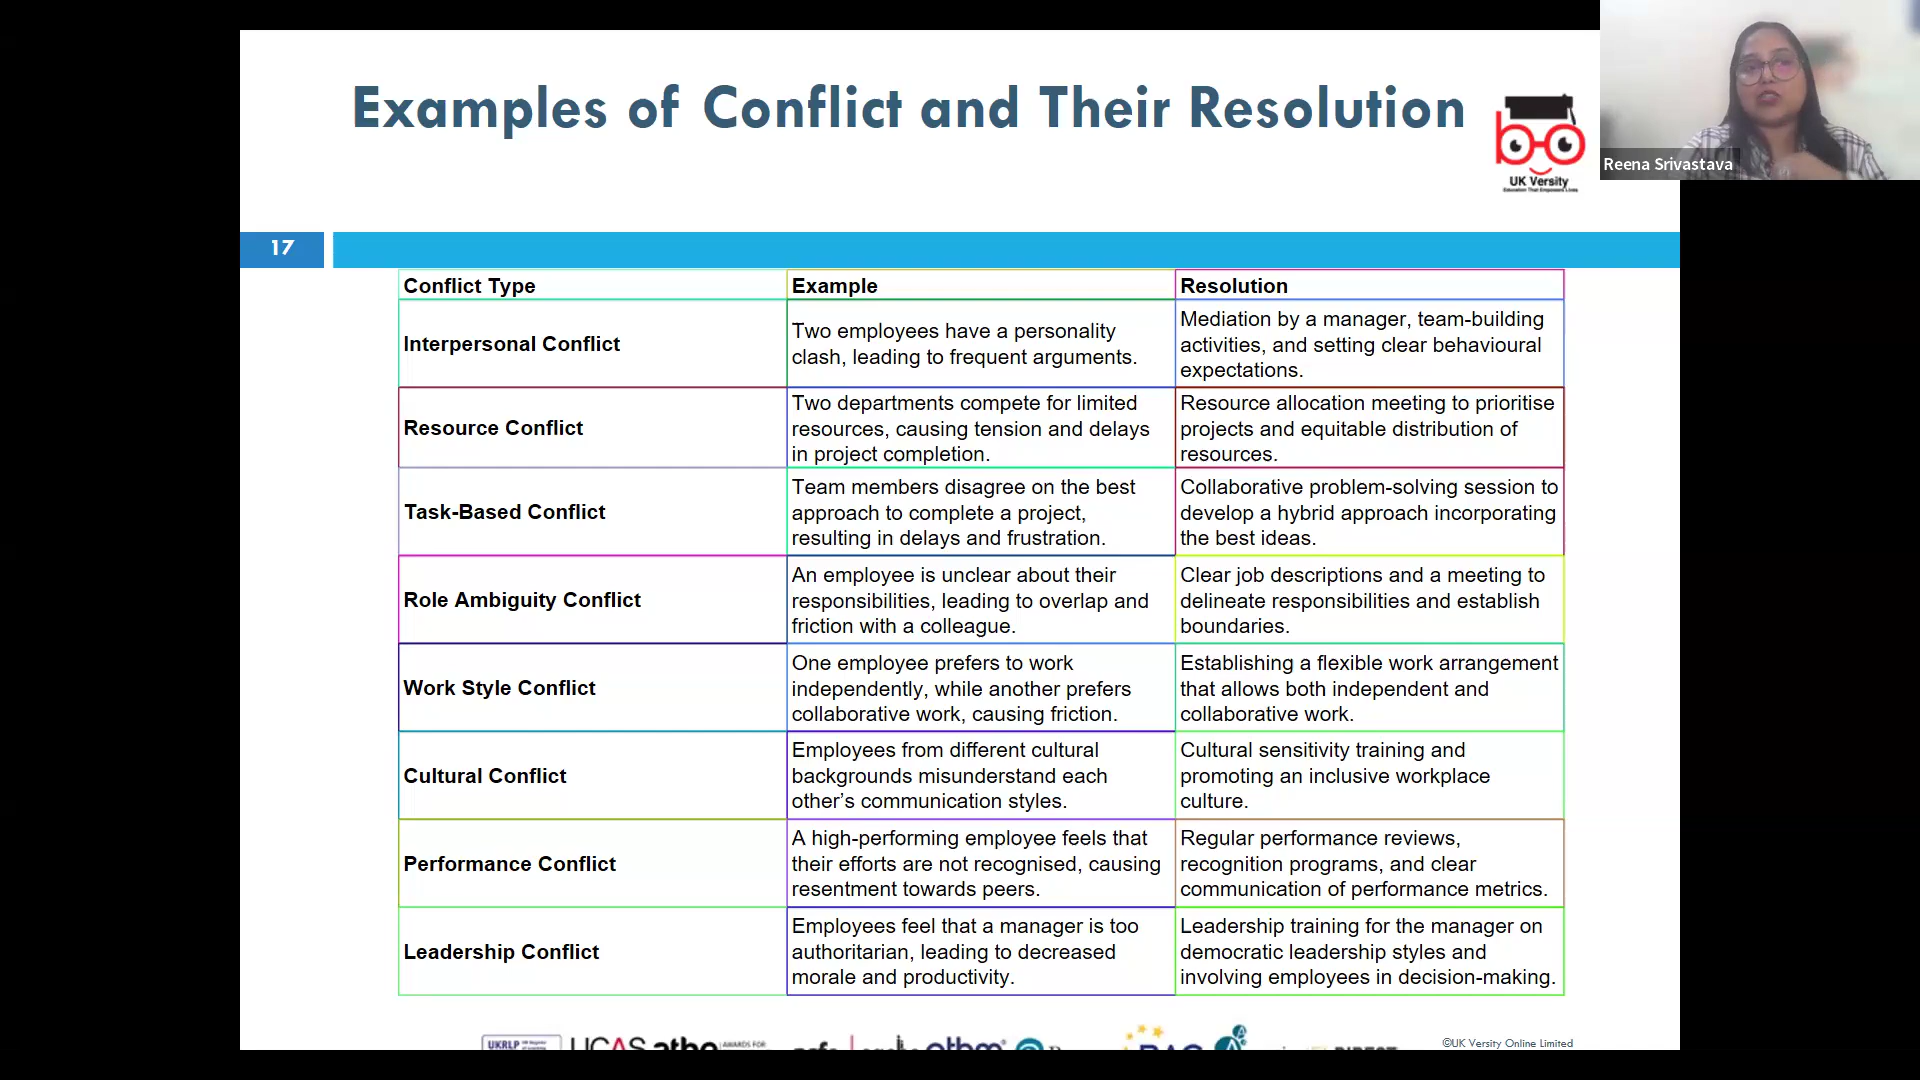 Examples of Conflict and Their Resolution
UK Versity
Education That Empowers Lives
Reena Srivastava
17
Conflict Type
Example
Resolution
Interpersonal Conflict
Two employees have a personality
clash, leading to frequent arguments.
Mediation by a manager, team-building
activities, and setting clear behavioural
expectations.
Resource Conflict
Two departments compete for limited
resources, causing tension and delays
in project completion.
Resource allocation meeting to prioritise
projects and equitable distribution of
resources.
Task-Based Conflict
Team members disagree on the best
approach to complete a project,
resulting in delays and frustration.
Collaborative problem-solving session to
develop a hybrid approach incorporating
the best ideas.
Role Ambiguity Conflict
An employee is unclear about their
responsibilities, leading to overlap and
friction with a colleague.
Clear job descriptions and a meeting to
delineate responsibilities and establish
boundaries.
Work Style Conflict
One employee prefers to work
independently, while another prefers
collaborative work, causing friction.
Establishing a flexible work arrangement
that allows both independent and
collaborative work.
Cultural Conflict
Employees from different cultural
backgrounds misunderstand each
other’s communication styles.
Cultural sensitivity training and
promoting an inclusive workplace
culture.
Performance Conflict
A high-performing employee feels that
their efforts are not recognised, causing
resentment towards peers.
Regular performance reviews,
recognition programs, and clear
communication of performance metrics.
Leadership Conflict
Employees feel that a manager is too
authoritarian, leading to decreased
morale and productivity.
Leadership training for the manager on
democratic leadership styles and
involving employees in decision-making.
UKRLP
UCAS
athe
AWARDS FOR
©UK Versity Online Limited